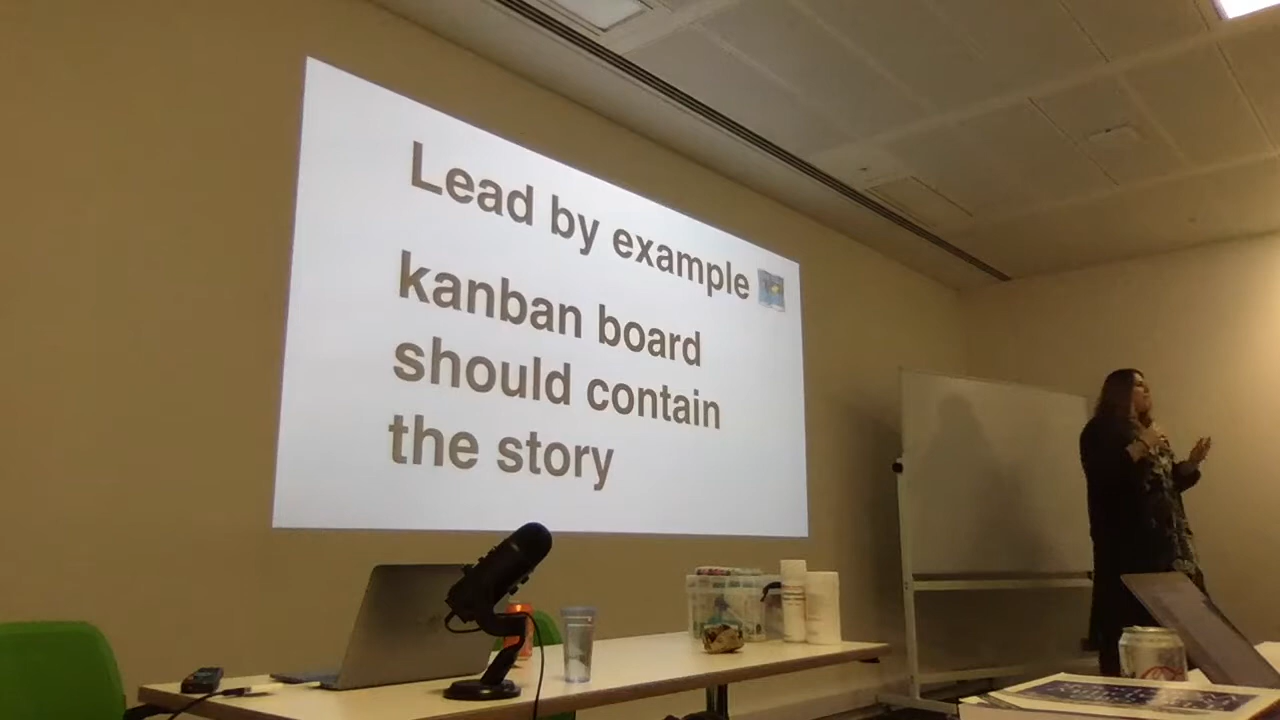 Lead by example
kanban board
should contain
the story